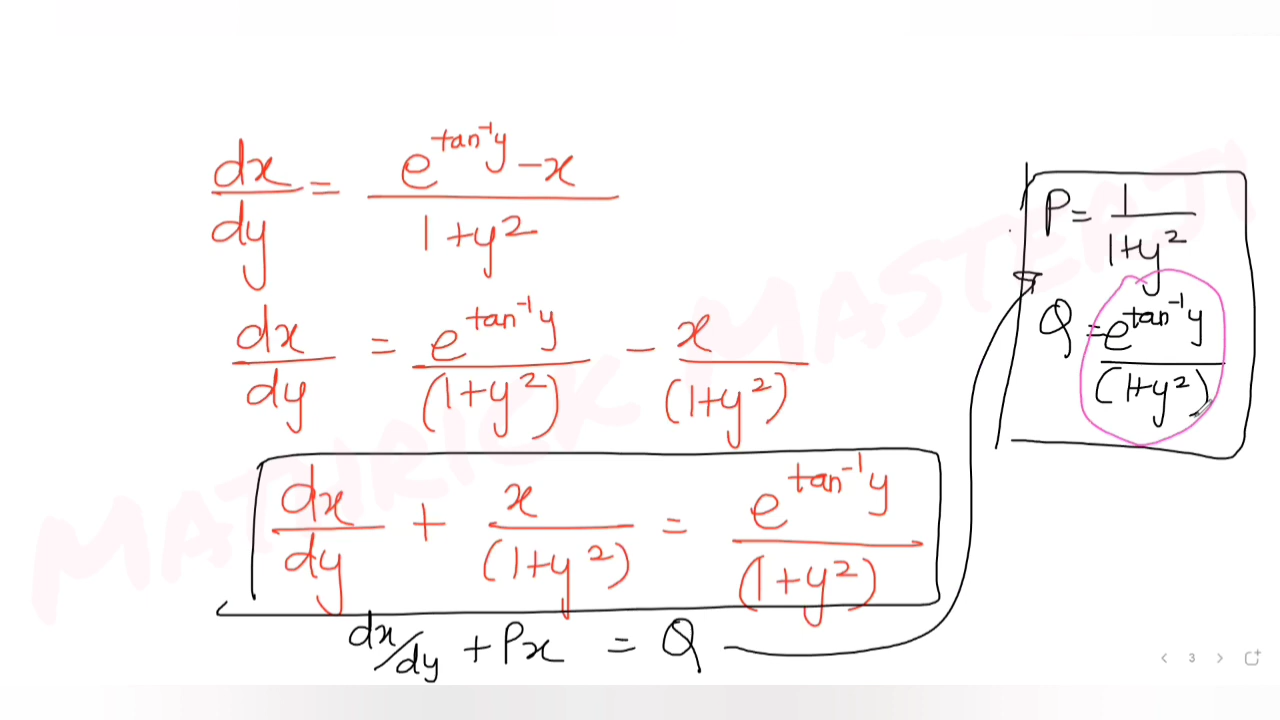 dx/dy = (e^(tan⁻¹y) − x)/(1+y²)
dx/dy = e^(tan⁻¹y)/(1+y²) − x/(1+y²)
dx/dy + x/(1+y²) = e^(tan⁻¹y)/(1+y²)
dx/dy + Px = Q
P = 1/(1+y²)
Q = e^(tan⁻¹y)/(1+y²)
< 3 >